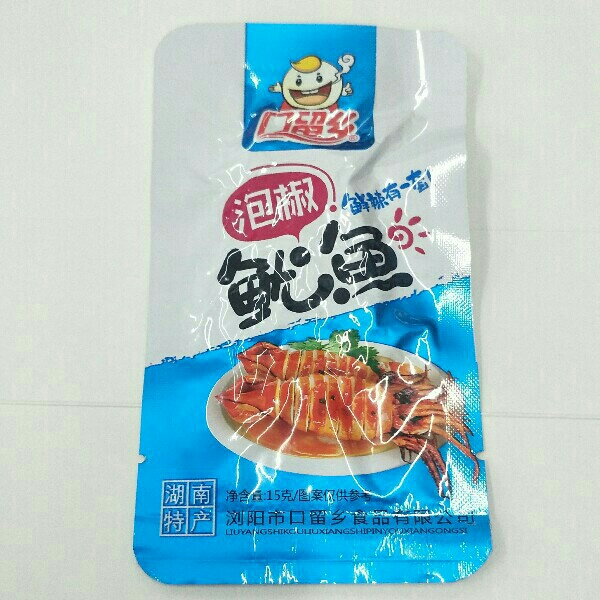 口留乡
泡椒
鲜辣有一套!
鱿鱼
湖南
特产
净含量:15克/图案仅供参考
浏阳市口留乡食品有限公司
LIUYANGSHIKOULIUXIANGSHIPINYOUXIANGONGSI